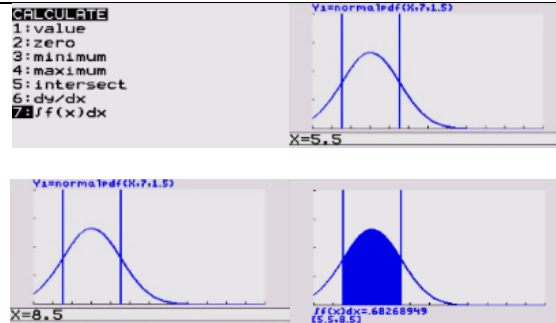 CALCULATE
1:value
2:zero
3:minimum
4:maximum
5:intersect
6:dy/dx
7:∫f(x)dx
Y1=normalpdf(X,7,1.5)
X=5.5
Y1=normalpdf(X,7,1.5)
X=8.5
∫f(x)dx=.68268949
[5.5,8.5]